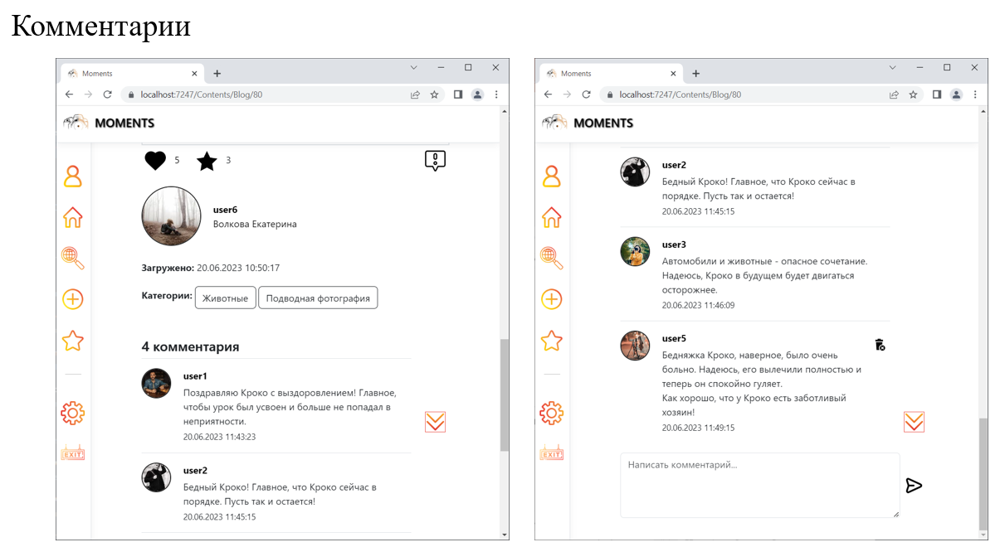 Комментарии
Moments
localhost:7247/Contents/Blog/80
MOMENTS
5
3
user6
Волкова Екатерина
Загружено: 20.06.2023 10:50:17
Категории: Животные Подводная фотография
4 комментария
user1
Поздравляю Кроко с выздоровлением! Главное,
чтобы урок был усвоен и больше не попадал в
неприятности.
20.06.2023 11:43:23
EXIT
user2
Бедный Кроко! Главное, что Кроко сейчас в
порядке. Пусть так и остается!
20.06.2023 11:45:15
Moments
localhost:7247/Contents/Blog/80
MOMENTS
user2
Бедный Кроко! Главное, что Кроко сейчас в
порядке. Пусть так и остается!
20.06.2023 11:45:15
user3
Автомобили и животные - опасное сочетание.
Надеюсь, Кроко в будущем будет двигаться
осторожнее.
20.06.2023 11:46:09
user5
Бедняжка Кроко, наверное, было очень
больно. Надеюсь, его вылечили полностью и
теперь он спокойно гуляет.
Как хорошо, что у Кроко есть заботливый
хозяин!
20.06.2023 11:49:15
EXIT
Написать комментарий...